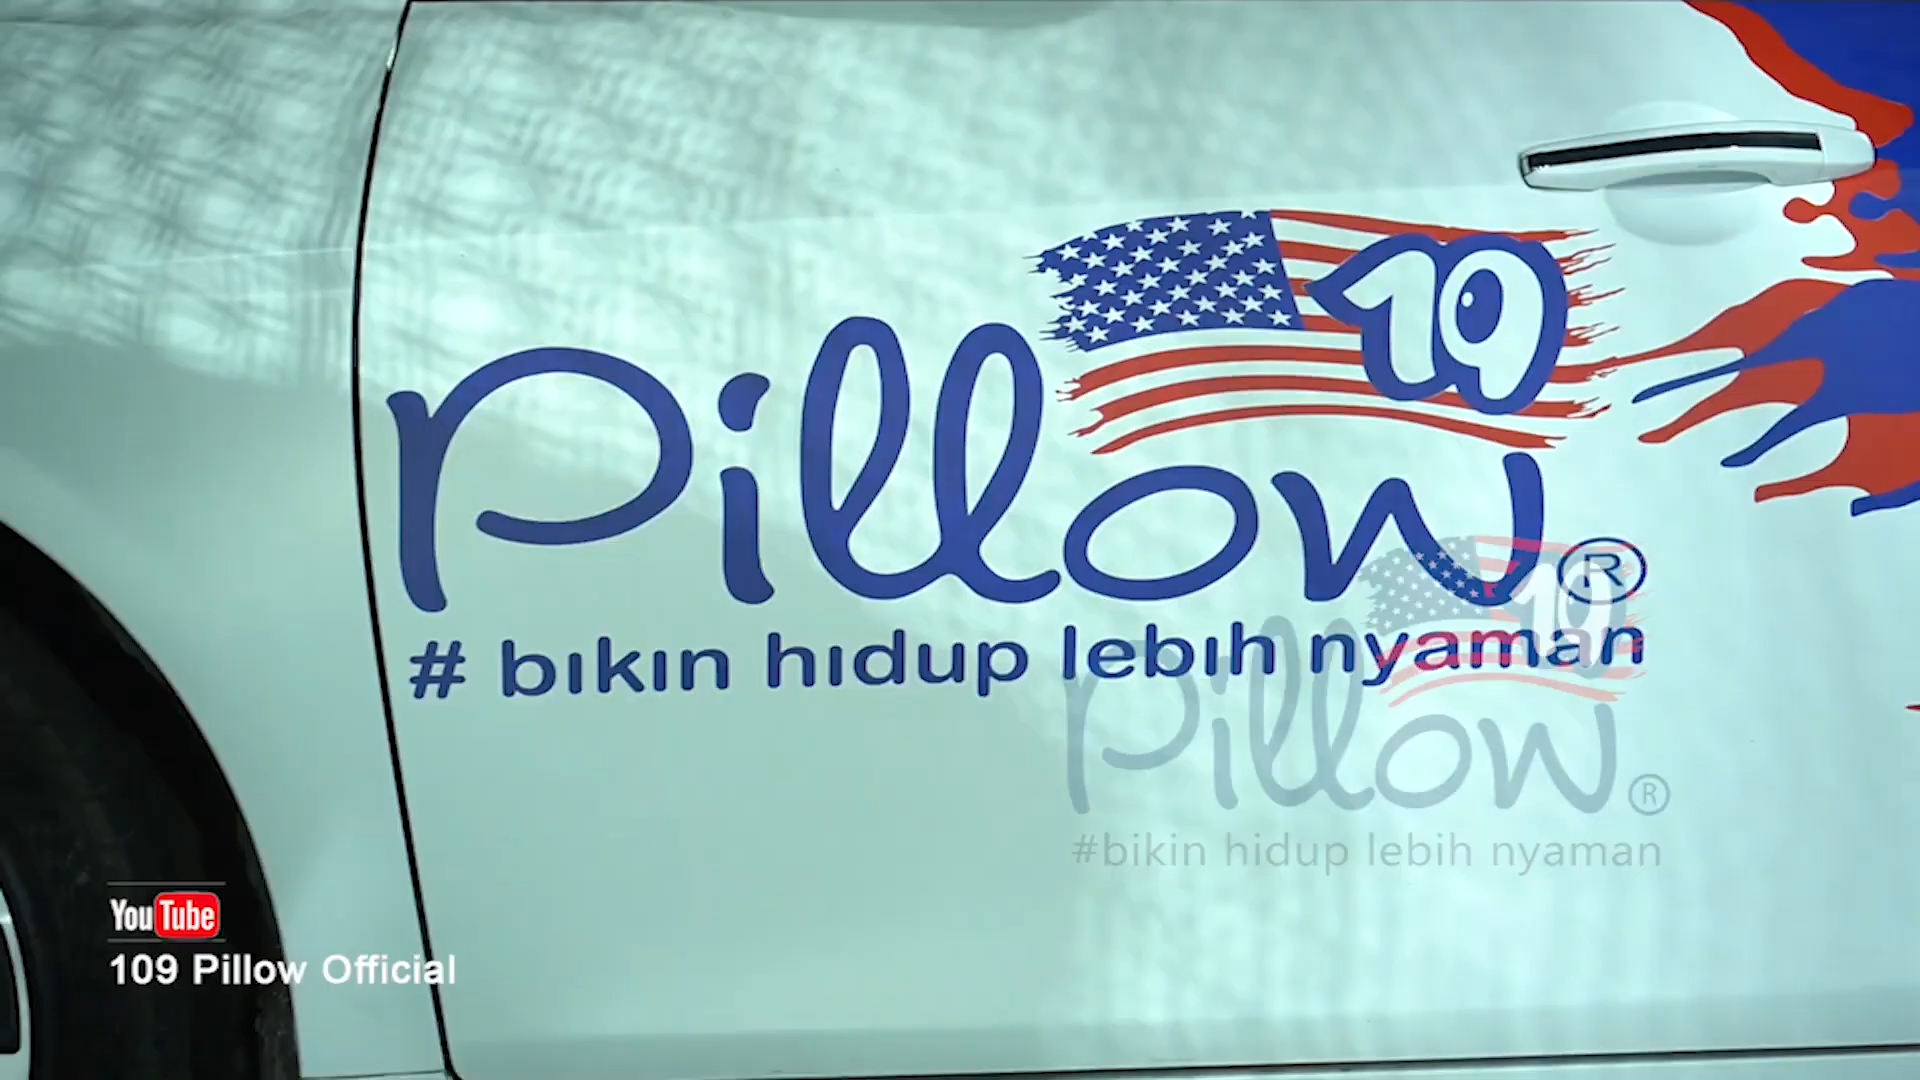 109
Pillow®
# bikin hidup lebih nyaman
109
Pillow®
#bikin hidup lebih nyaman
YouTube
109 Pillow Official